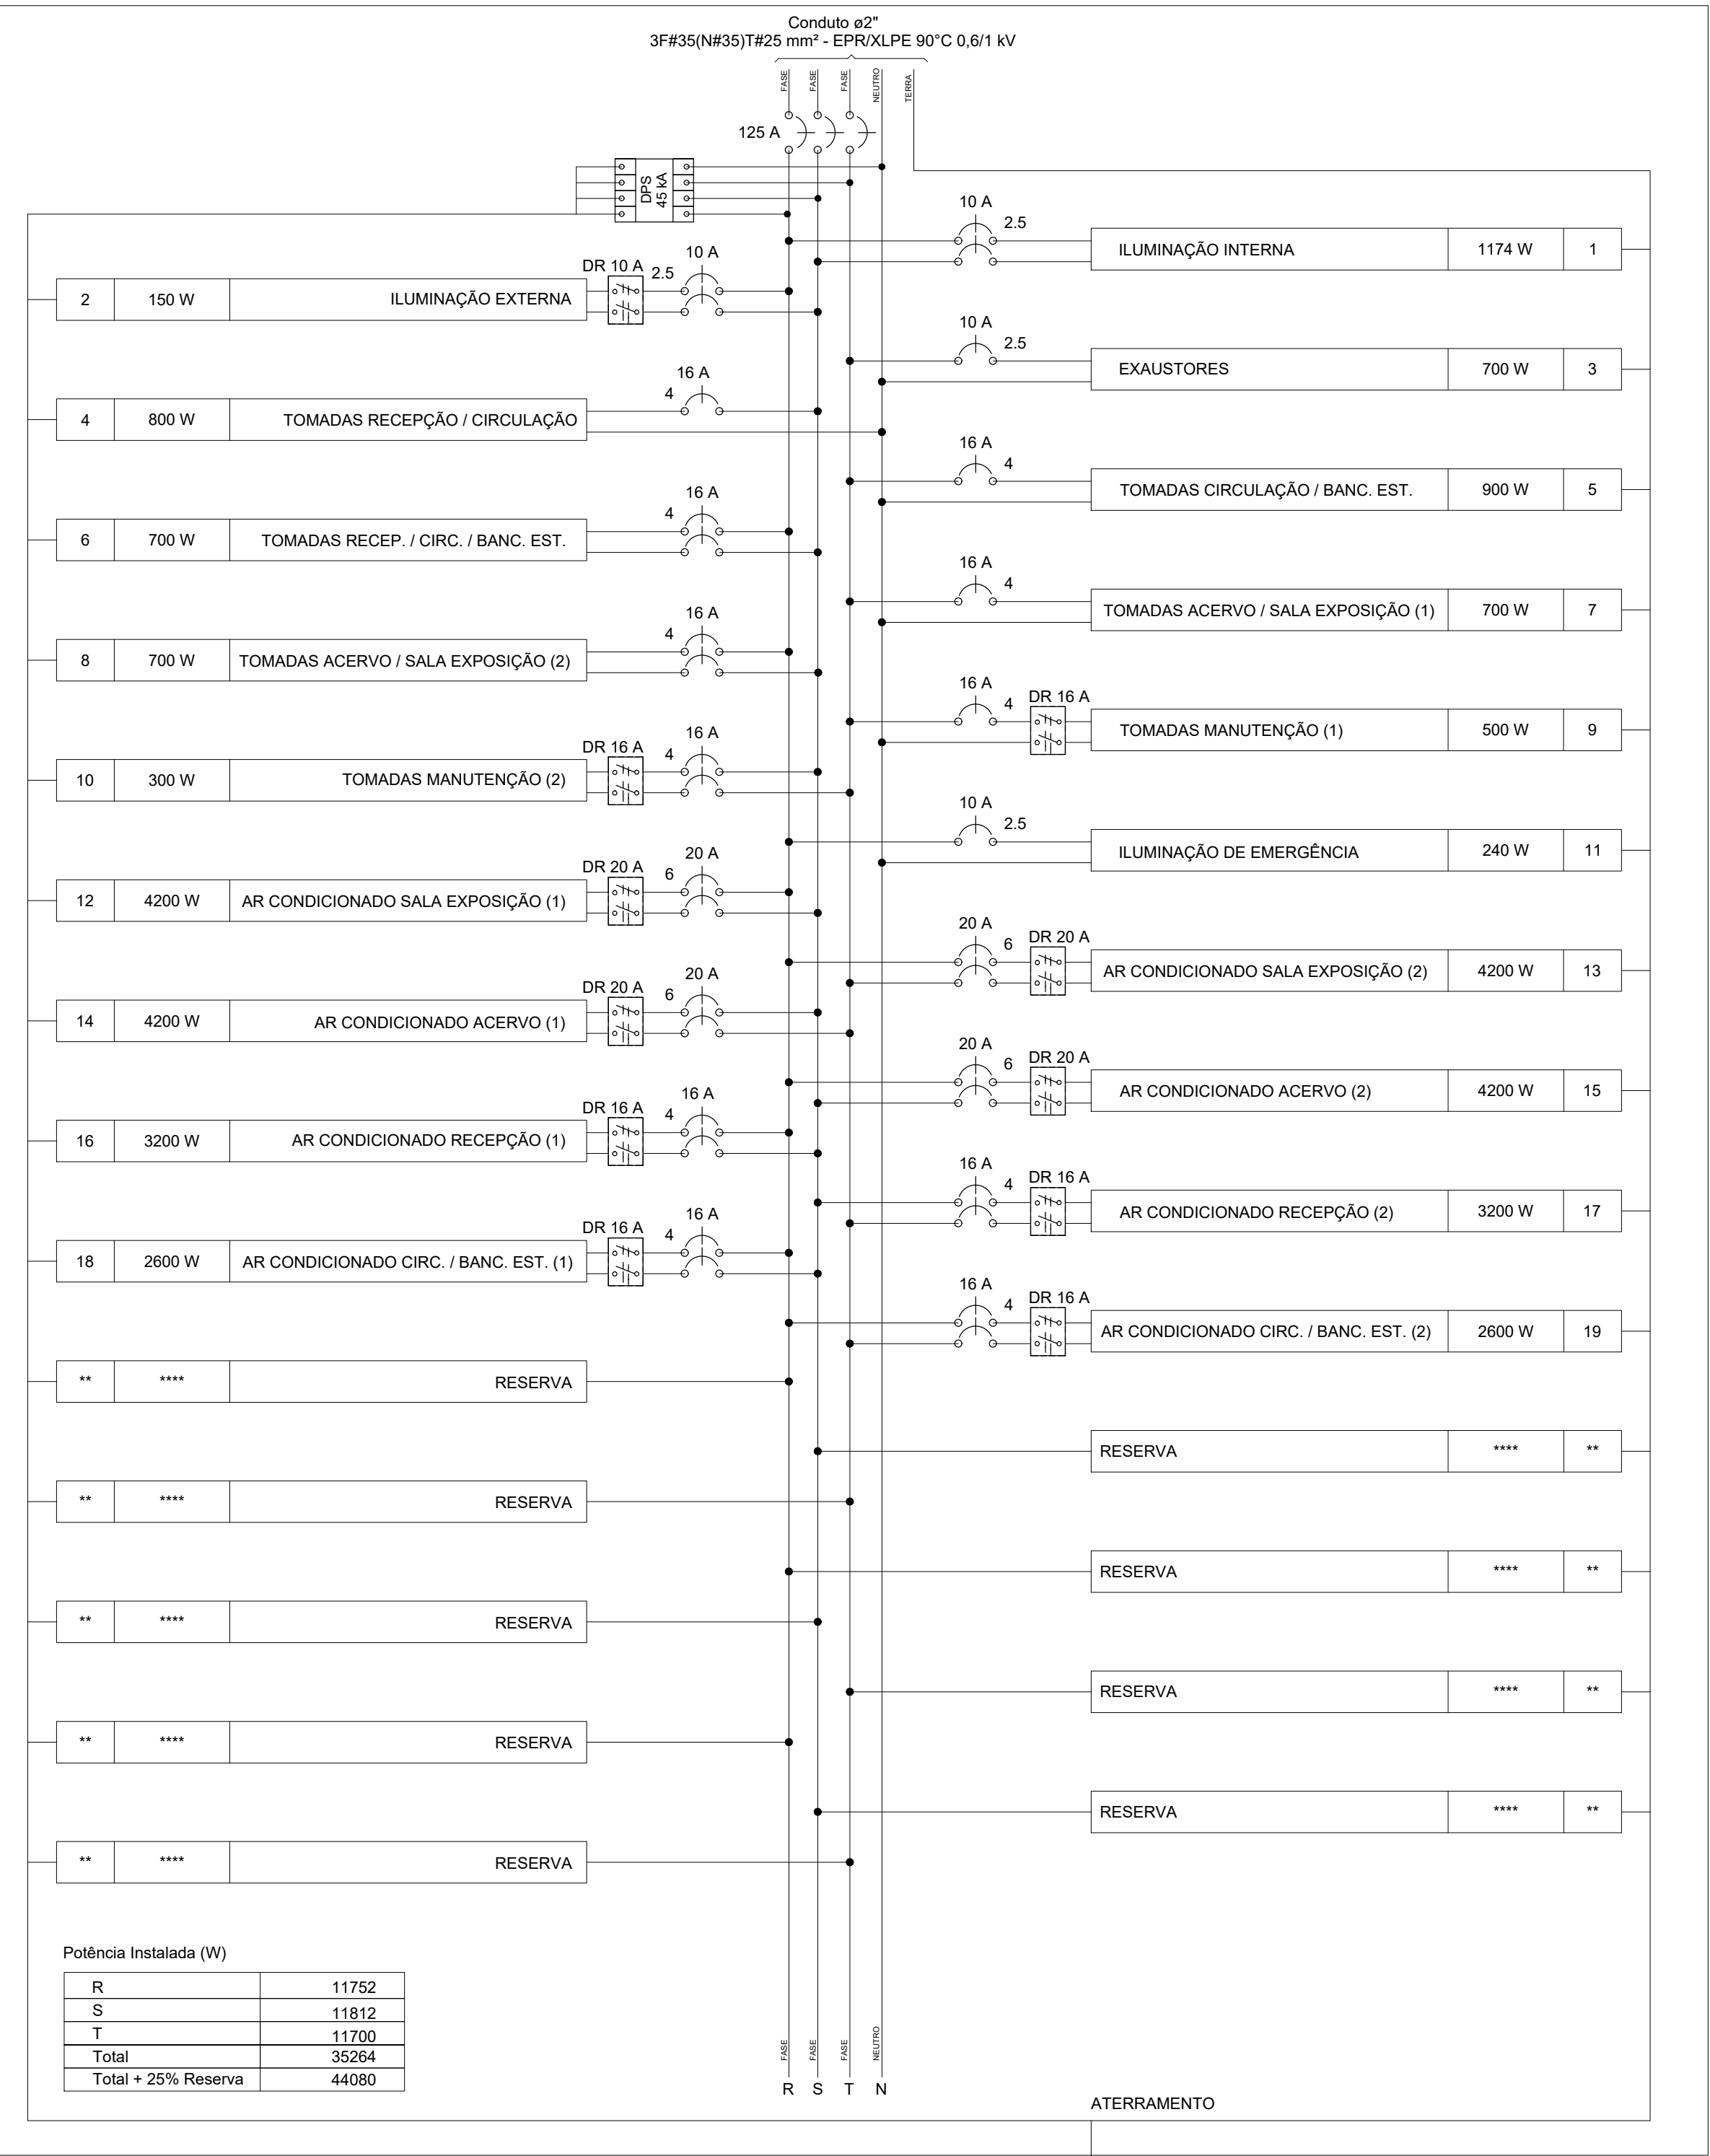 Conduto ø2"
3F#35(N#35)T#25 mm² - EPR/XLPE 90°C 0,6/1 kV
FASE
FASE
FASE
NEUTRO
TERRA
125 A
DPS
45 kA
10 A
2.5
ILUMINAÇÃO INTERNA 1174 W 1
DR 10 A 2.5 10 A
2 150 W ILUMINAÇÃO EXTERNA
10 A
2.5
EXAUSTORES 700 W 3
16 A
4
4 800 W TOMADAS RECEPÇÃO / CIRCULAÇÃO
16 A
4
TOMADAS CIRCULAÇÃO / BANC. EST. 900 W 5
16 A
4
6 700 W TOMADAS RECEP. / CIRC. / BANC. EST.
16 A
4
TOMADAS ACERVO / SALA EXPOSIÇÃO (1) 700 W 7
16 A
4
8 700 W TOMADAS ACERVO / SALA EXPOSIÇÃO (2)
16 A
4 DR 16 A
TOMADAS MANUTENÇÃO (1) 500 W 9
16 A
DR 16 A 4
10 300 W TOMADAS MANUTENÇÃO (2)
10 A
2.5
ILUMINAÇÃO DE EMERGÊNCIA 240 W 11
20 A
DR 20 A 6
12 4200 W AR CONDICIONADO SALA EXPOSIÇÃO (1)
20 A
6 DR 20 A
AR CONDICIONADO SALA EXPOSIÇÃO (2) 4200 W 13
20 A
DR 20 A 6
14 4200 W AR CONDICIONADO ACERVO (1)
20 A
6 DR 20 A
AR CONDICIONADO ACERVO (2) 4200 W 15
16 A
DR 16 A 4
16 3200 W AR CONDICIONADO RECEPÇÃO (1)
16 A
4 DR 16 A
AR CONDICIONADO RECEPÇÃO (2) 3200 W 17
16 A
DR 16 A 4
18 2600 W AR CONDICIONADO CIRC. / BANC. EST. (1)
16 A
4 DR 16 A
AR CONDICIONADO CIRC. / BANC. EST. (2) 2600 W 19
** **** RESERVA
RESERVA **** **
** **** RESERVA
RESERVA **** **
** **** RESERVA
RESERVA **** **
** **** RESERVA
RESERVA **** **
** **** RESERVA
Potência Instalada (W)
R 11752
S 11812
T 11700
Total 35264
Total + 25% Reserva 44080
FASE
FASE
FASE
NEUTRO
R S T N
ATERRAMENTO